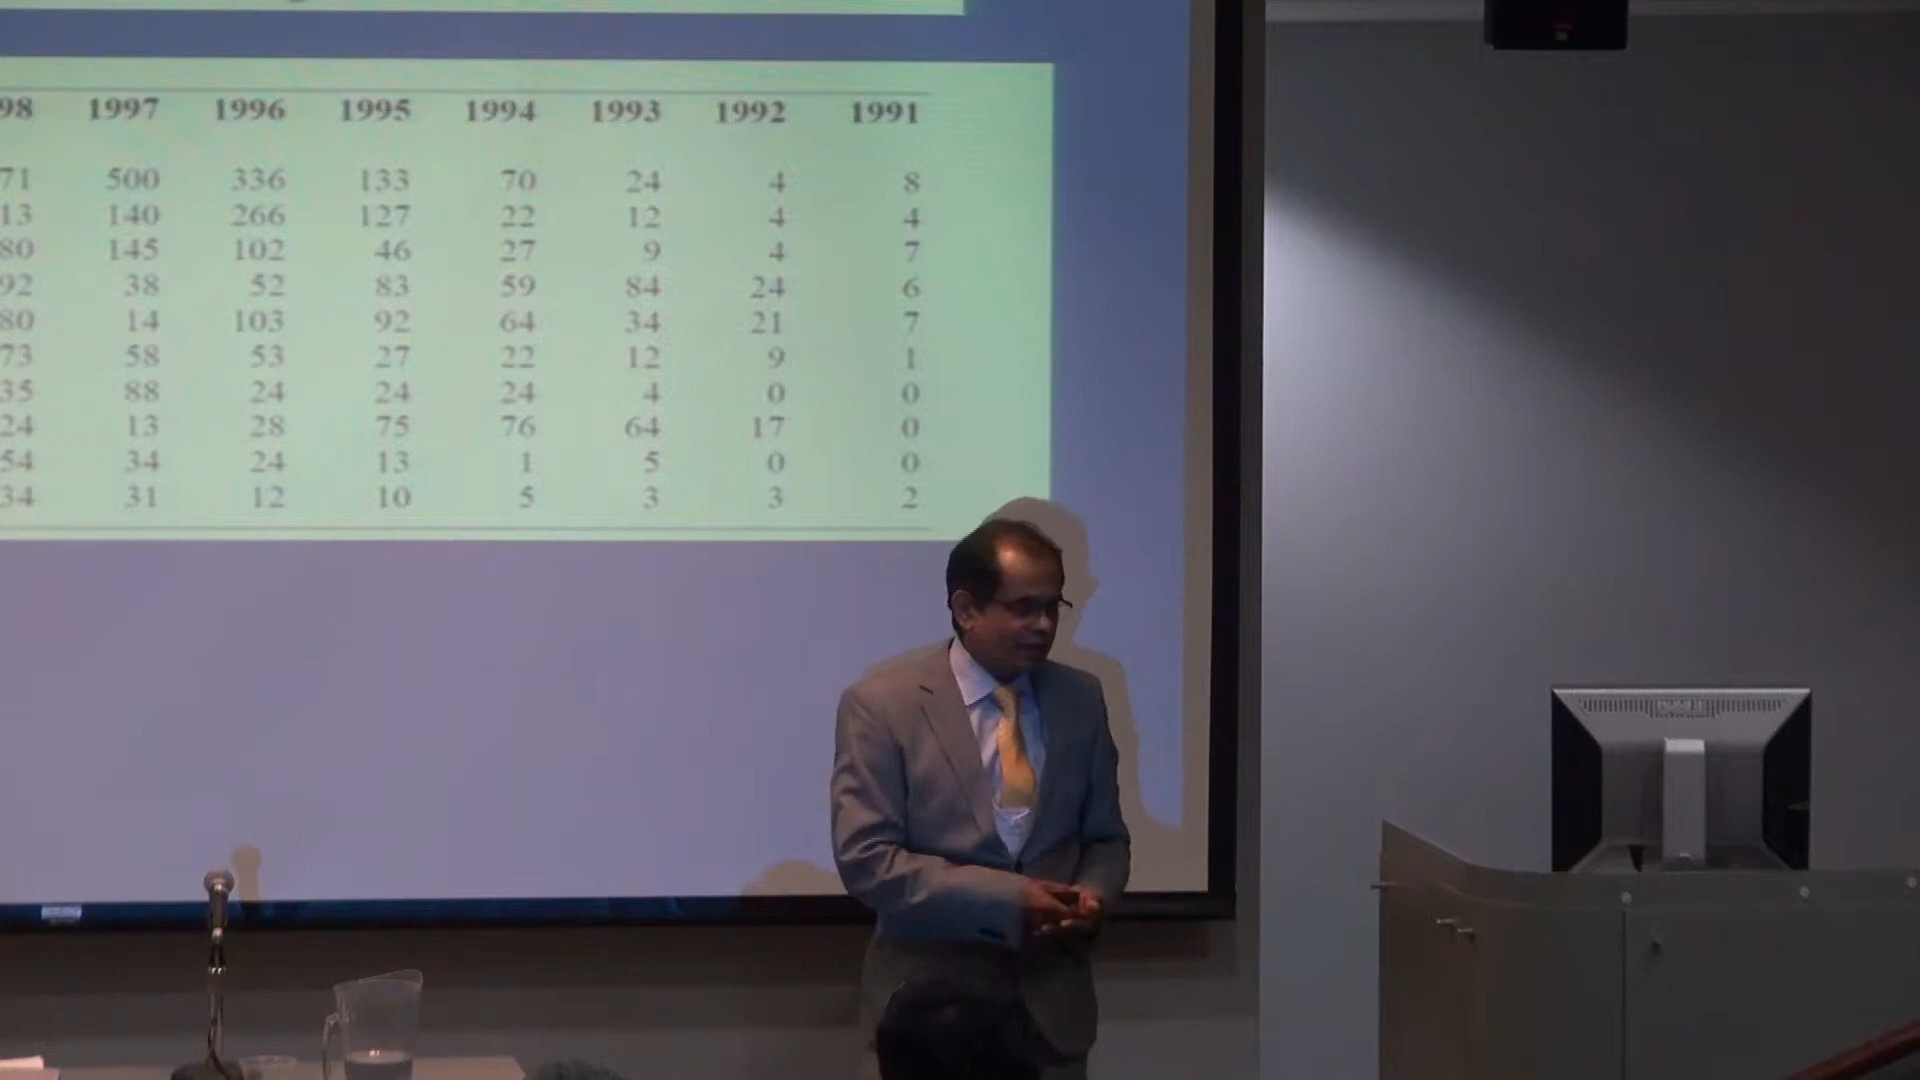 98 1997 1996 1995 1994 1993 1992 1991
71 500 336 133 70 24 4 8
13 140 266 127 22 12 4 4
80 145 102 46 27 9 4 7
92 38 52 83 59 84 24 6
80 14 103 92 64 34 21 7
73 58 53 27 22 12 9 1
35 88 24 24 24 4 0 0
24 13 28 75 76 64 17 0
54 34 24 13 1 5 0 0
34 31 12 10 5 3 3 2